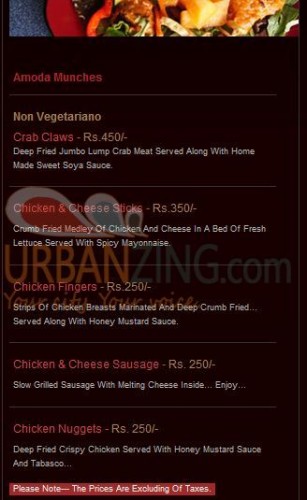 Amoda Munches
Non Vegetariano
Crab Claws - Rs.450/-
Deep Fried Jumbo Lump Crab Meat Served Along With Home
Made Sweet Soya Sauce.
Chicken & Cheese Sticks - Rs.350/-
Crumb Fried Medley Of Chicken And Cheese In A Bed Of Fresh
Lettuce Served With Spicy Mayonnaise.
URBANZING.com
Your city. Your voice.
Chicken Fingers - Rs.250/-
Strips Of Chicken Breasts Marinated And Deep Crumb Fried...
Served Along With Honey Mustard Sauce.
Chicken & Cheese Sausage - Rs. 250/-
Slow Grilled Sausage With Melting Cheese Inside... Enjoy...
Chicken Nuggets - Rs. 250/-
Deep Fried Crispy Chicken Served With Honey Mustard Sauce
And Tabasco...
Please Note--- The Prices Are Excluding Of Taxes.